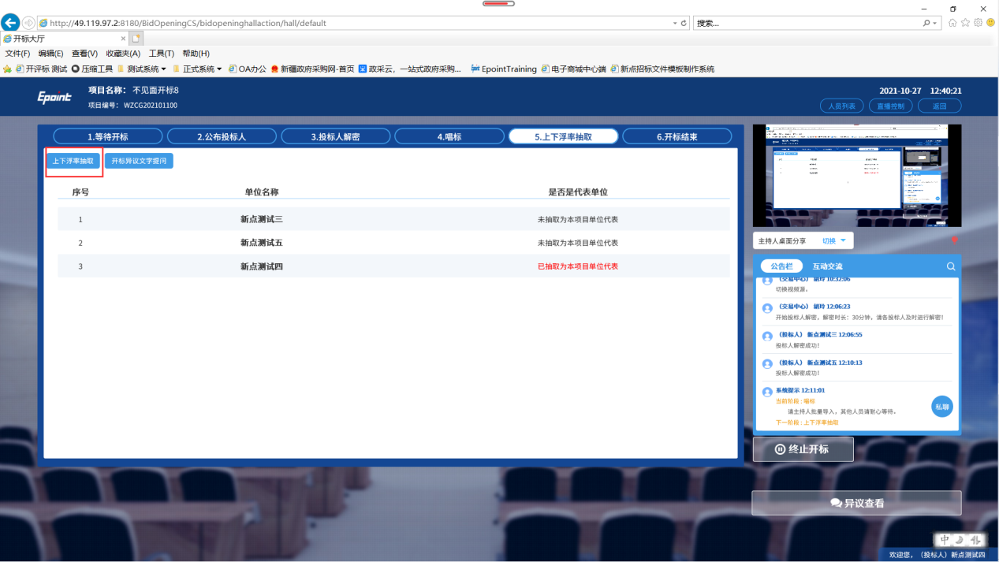 http://49.119.97.2:8180/BidOpeningCS/bidopeninghallaction/hall/default
搜索...
开标大厅
文件(F) 编辑(E) 查看(V) 收藏夹(A) 工具(T) 帮助(H)
开评标 测试 压缩工具 测试系统 正式系统 OA办公 新疆政府采购网-首页 政采云，一站式政府采购... EpointTraining 电子商城中心端 新点招标文件模板制作系统
Epoint
项目名称： 不见面开标8
项目编号： WZCG202101100
2021-10-27 12:40:21
人员列表 直播控制 返回
1.等待开标 2.公布投标人 3.投标人解密 4.唱标 5.上下浮率抽取 6.开标结束
上下浮率抽取 开标异议文字提问
序号 单位名称 是否是代表单位
1 新点测试三 未抽取为本项目单位代表
2 新点测试五 未抽取为本项目单位代表
3 新点测试四 已抽取为本项目单位代表
主持人桌面分享 切换
公告栏 互动交流
（交易中心） 胡玲 10:32:06
切换视频源。
（交易中心） 胡玲 12:06:23
开始投标人解密，解密时长：30分钟，请各投标人及时进行解密！
（投标人） 新点测试三 12:06:55
投标人解密成功！
（投标人） 新点测试五 12:10:13
投标人解密成功！
系统提示 12:11:01
当前阶段：唱标
请主持人批量导入，其他人员请耐心等待。
下一阶段：上下浮率抽取
私聊
终止开标
异议查看
中
欢迎您，（投标人）新点测试四